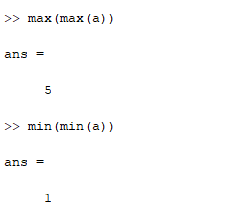 >> max(max(a))
ans =
5
>> min(min(a))
ans =
1